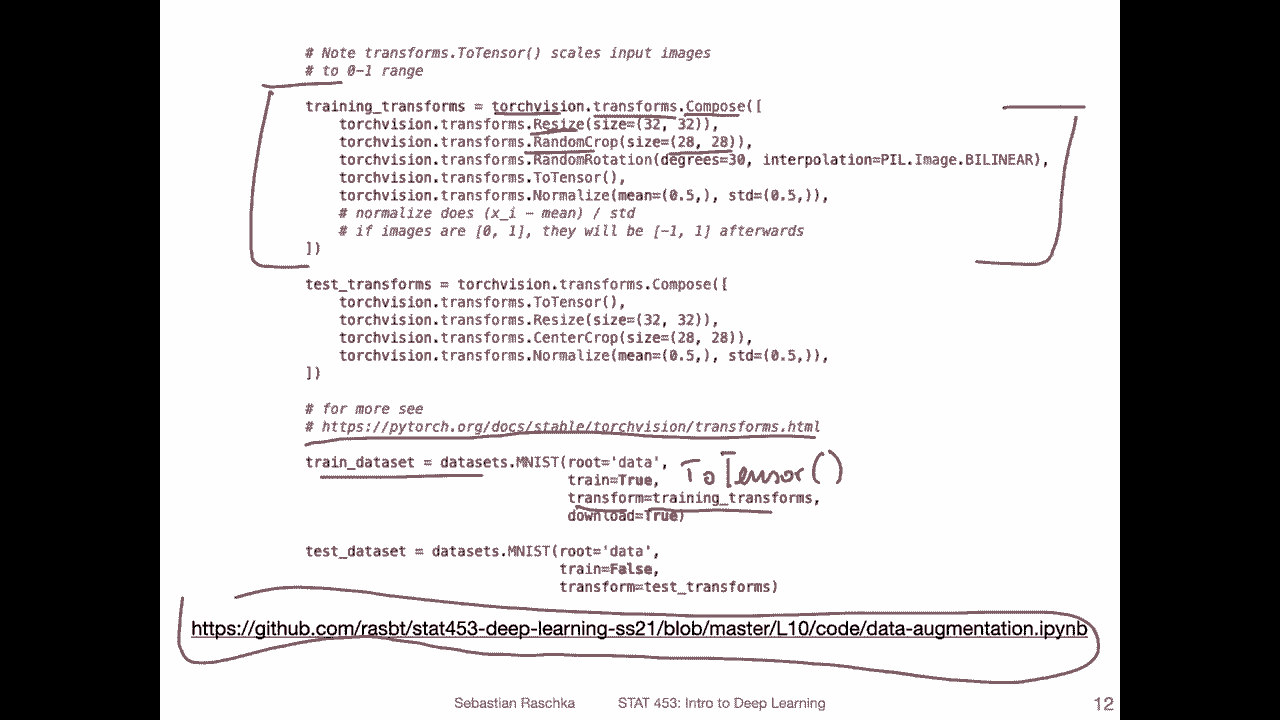 # Note transforms.ToTensor() scales input images
# to 0-1 range
training_transforms = torchvision.transforms.Compose([
torchvision.transforms.Resize(size=(32, 32)),
torchvision.transforms.RandomCrop(size=(28, 28)),
torchvision.transforms.RandomRotation(degrees=30, interpolation=PIL.Image.BILINEAR),
torchvision.transforms.ToTensor(),
torchvision.transforms.Normalize(mean=(0.5,), std=(0.5,)),
# normalize does (x_i - mean) / std
# if images are [0, 1], they will be [-1, 1] afterwards
])
test_transforms = torchvision.transforms.Compose([
torchvision.transforms.ToTensor(),
torchvision.transforms.Resize(size=(32, 32)),
torchvision.transforms.CenterCrop(size=(28, 28)),
torchvision.transforms.Normalize(mean=(0.5,), std=(0.5,)),
])
# for more see
# https://pytorch.org/docs/stable/torchvision/transforms.html
train_dataset = datasets.MNIST(root='data',
ToTensor()
train=True,
transform=training_transforms,
download=True)
test_dataset = datasets.MNIST(root='data',
train=False,
transform=test_transforms)
https://github.com/rasbt/stat453-deep-learning-ss21/blob/master/L10/code/data-augmentation.ipynb
Sebastian Raschka STAT 453: Intro to Deep Learning 12